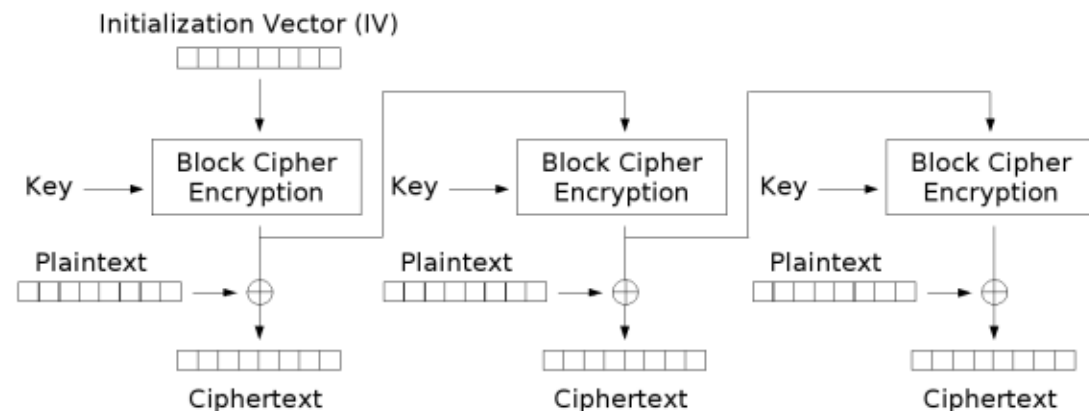 Initialization Vector (IV)
Key
Block Cipher
Encryption
Key
Block Cipher
Encryption
Key
Block Cipher
Encryption
Plaintext
Plaintext
Plaintext
Ciphertext
Ciphertext
Ciphertext